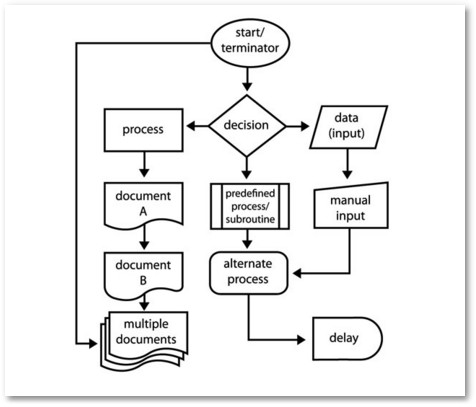 start/
terminator
process
decision
data
(input)
document
A
predefined
process/
subroutine
manual
input
document
B
alternate
process
multiple
documents
delay